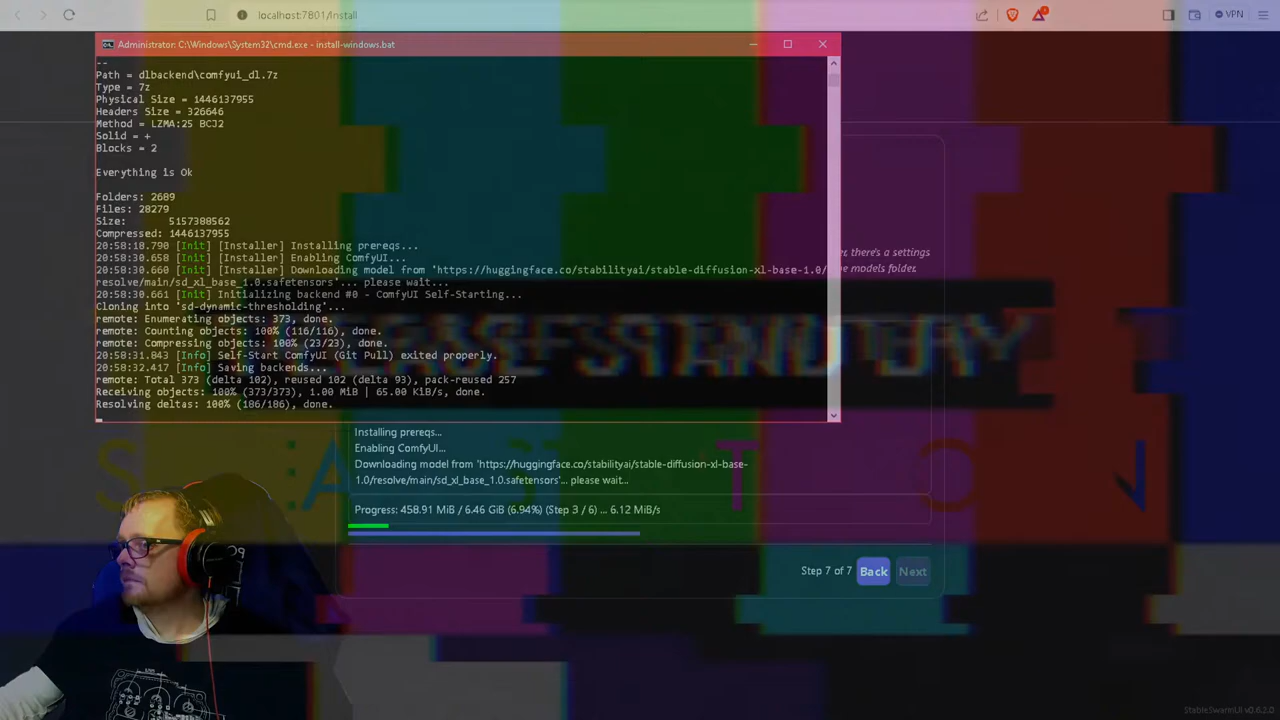 localhost:7801/Install
VPN
Administrator: C:\Windows\System32\cmd.exe - install-windows.bat
--
Path = dlbackend\comfyui_dl.7z
Type = 7z
Physical Size = 1446137955
Headers Size = 326646
Method = LZMA:25 BCJ2
Solid = +
Blocks = 2
Everything is Ok
Folders: 2689
Files: 28279
Size: 5157388562
Compressed: 1446137955
20:58:18.790 [Init] [Installer] Installing prereqs...
20:58:30.658 [Init] [Installer] Enabling ComfyUI...
20:58:30.660 [Init] [Installer] Downloading model from 'https://huggingface.co/stabilityai/stable-diffusion-xl-base-1.0/
resolve/main/sd_xl_base_1.0.safetensors'... please wait...
20:58:30.661 [Init] Initializing backend #0 - ComfyUI Self-Starting...
Cloning into 'sd-dynamic-thresholding'...
remote: Enumerating objects: 373, done.
remote: Counting objects: 100% (116/116), done.
remote: Compressing objects: 100% (23/23), done.
20:58:31.843 [Info] Self-Start ComfyUI (Git Pull) exited properly.
20:58:32.417 [Info] Saving backends...
remote: Total 373 (delta 102), reused 102 (delta 93), pack-reused 257
Receiving objects: 100% (373/373), 1.00 MiB | 65.00 KiB/s, done.
Resolving deltas: 100% (186/186), done.
there's a settings
models folder.
Installing prereqs...
Enabling ComfyUI...
Downloading model from 'https://huggingface.co/stabilityai/stable-diffusion-xl-base-
1.0/resolve/main/sd_xl_base_1.0.safetensors'... please wait...
Progress: 458.91 MiB / 6.46 GiB (6.94%) (Step 3 / 6) ... 6.12 MiB/s
Step 7 of 7
Back
Next
StableSwarmUI v0.6.2.0